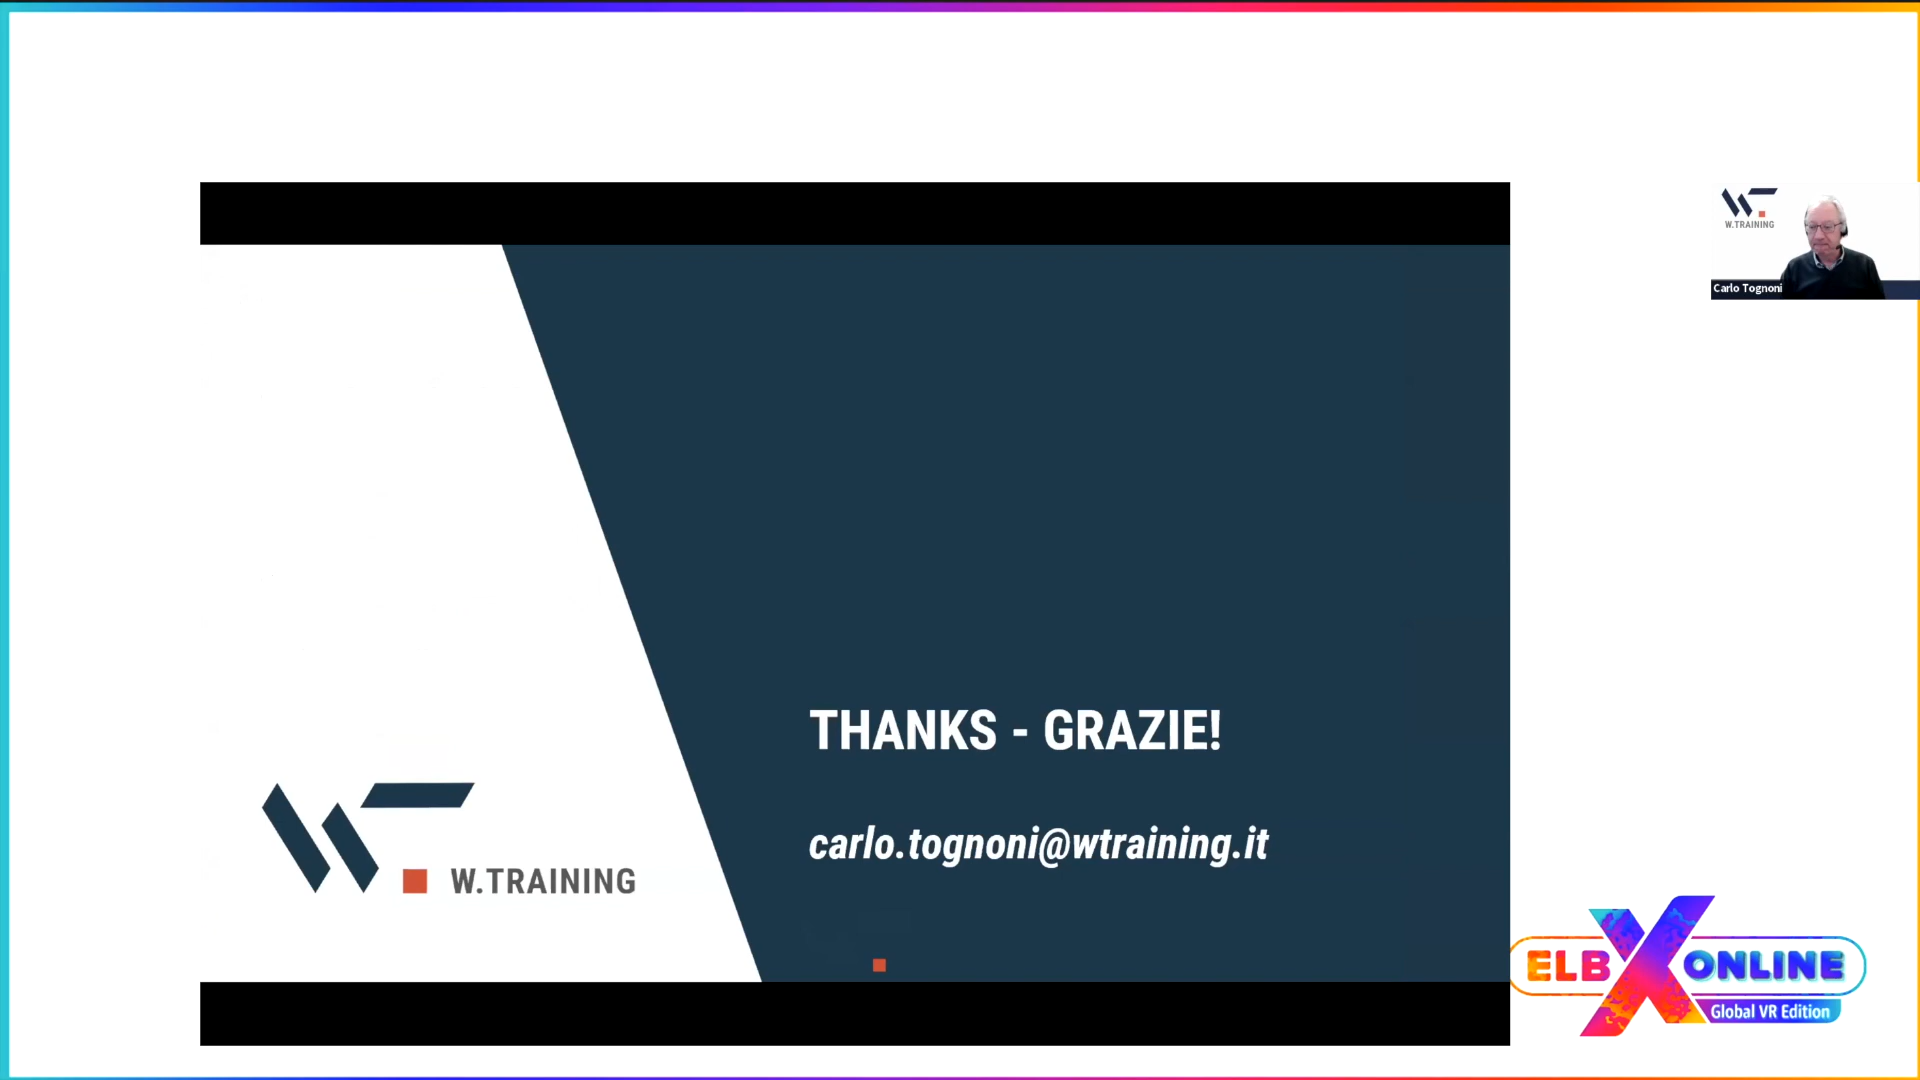 W.TRAINING
Carlo Tognoni
THANKS - GRAZIE!
carlo.tognoni@wtraining.it
W.TRAINING
ELB X ONLINE
Global VR Edition